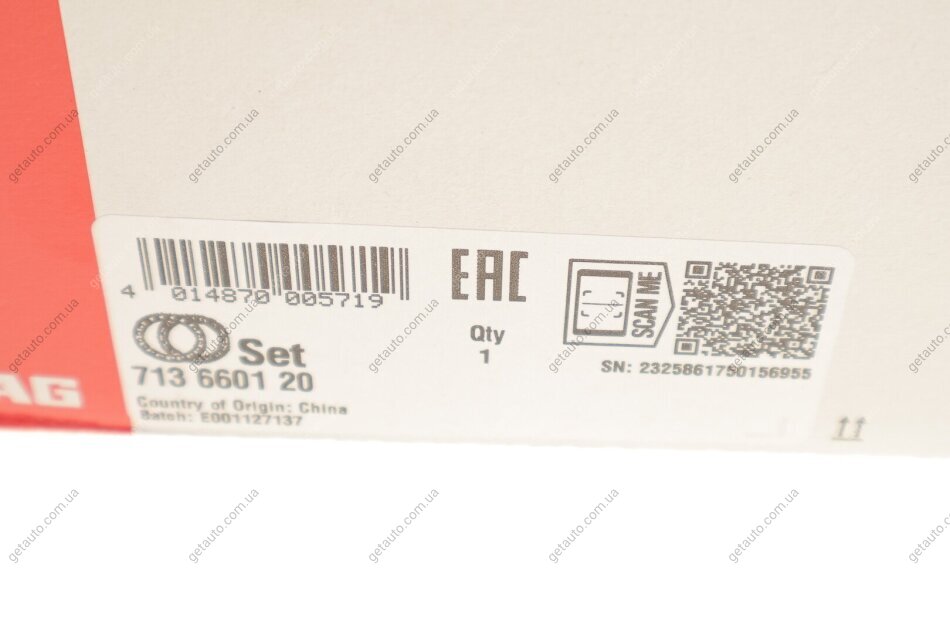 4 014870 005719
EAC
Qty
1
SCAN ME
SN: 2325861750156955
Set
713 6601 20
Country of Origin: China
Batch: E001127137
AG
getauto.com.ua